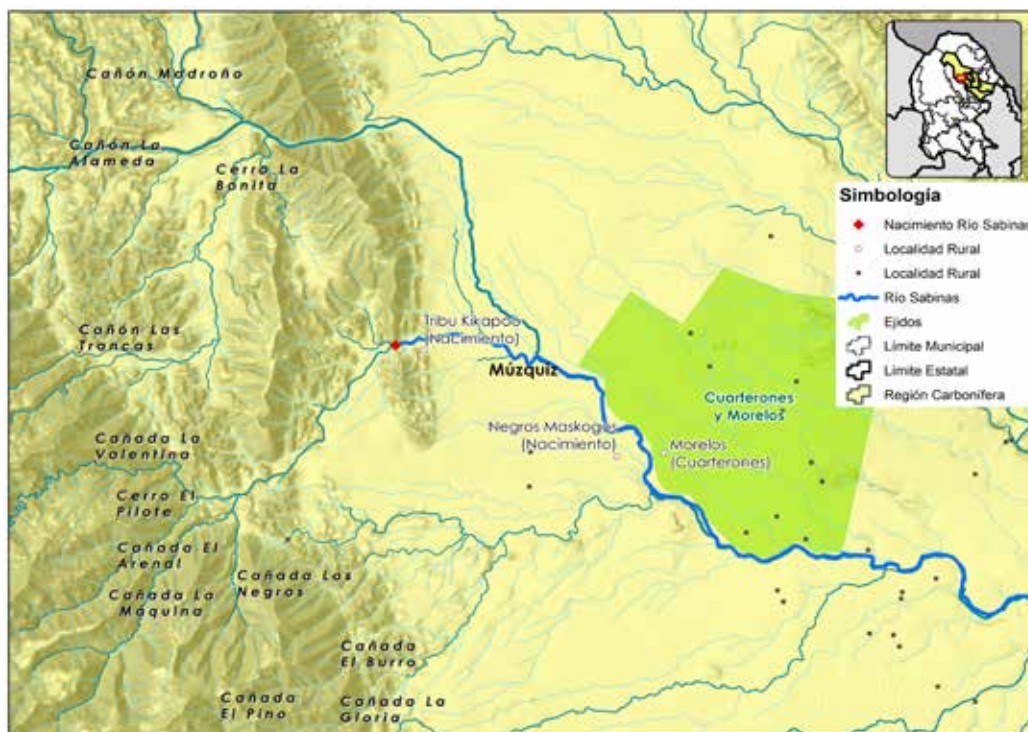 Cañón Madroño
Cañón La
Alameda
Cerro La
Bonita
Cañón Las
Trancas
Tribu Kikapoo
(Nacimiento)
Múzquiz
Cuarterones
y Morelos
Negros Maskogos
(Nacimiento)
Morelos
(Cuarterones)
Cañada La
Valentina
Cerro El
Pilote
Cañada El
Arenal
Cañada La
Máquina
Cañada Los
Negros
Cañada
El Burro
Cañada
El Pino
Cañada La
Gloria
Simbología
Nacimiento Río Sabinas
Localidad Rural
Localidad Rural
Río Sabinas
Ejidos
Límite Municipal
Límite Estatal
Región Carbonífera